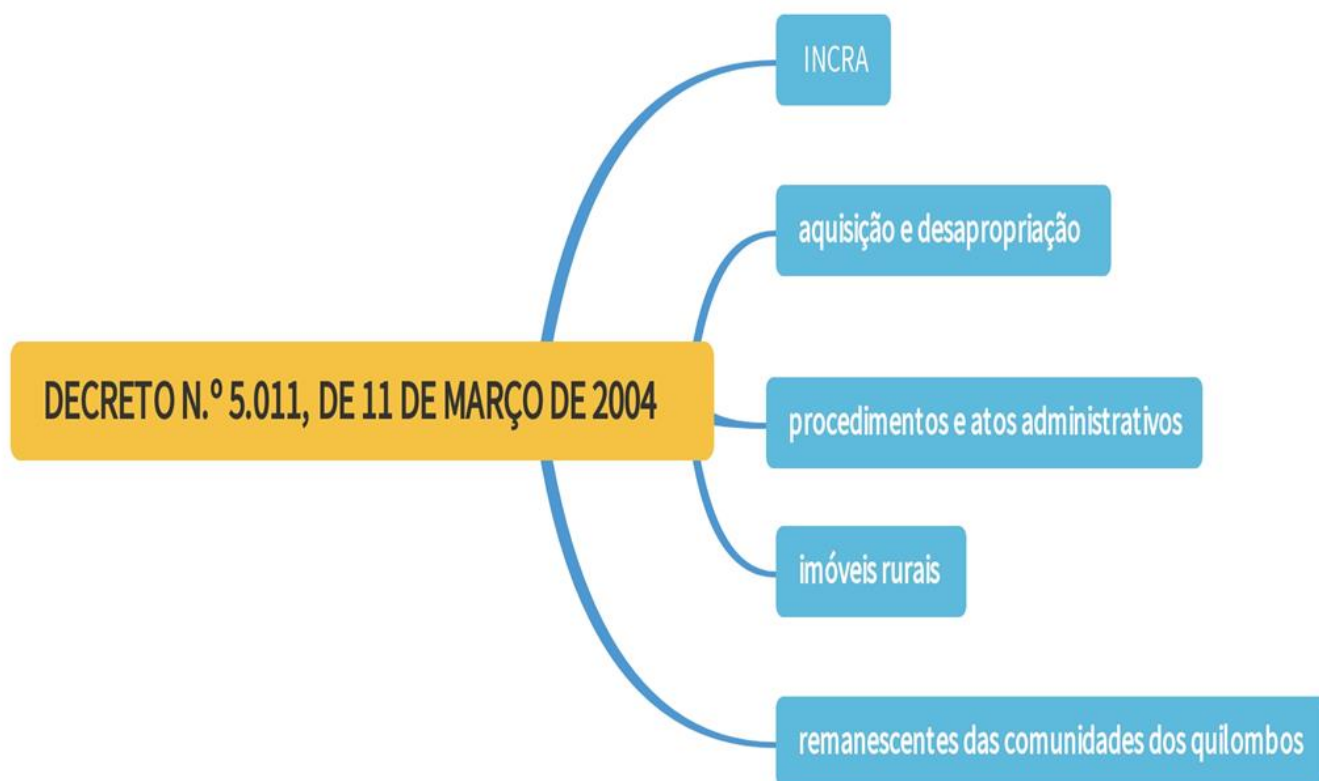 INCRA
aquisição e desapropriação
DECRETO N.º 5.011, DE 11 DE MARÇO DE 2004
procedimentos e atos administrativos
imóveis rurais
remanescentes das comunidades dos quilombos